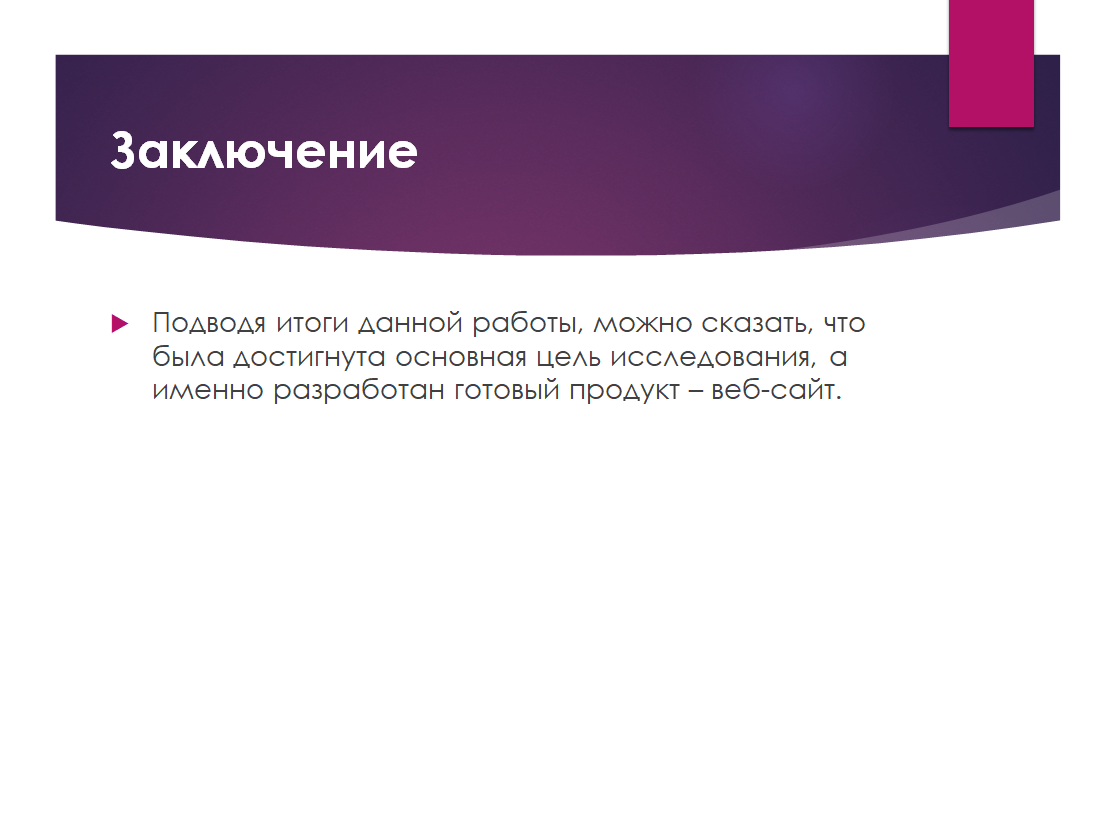 Заключение
Подводя итоги данной работы, можно сказать, что
была достигнута основная цель исследования, а
именно разработан готовый продукт – веб-сайт.